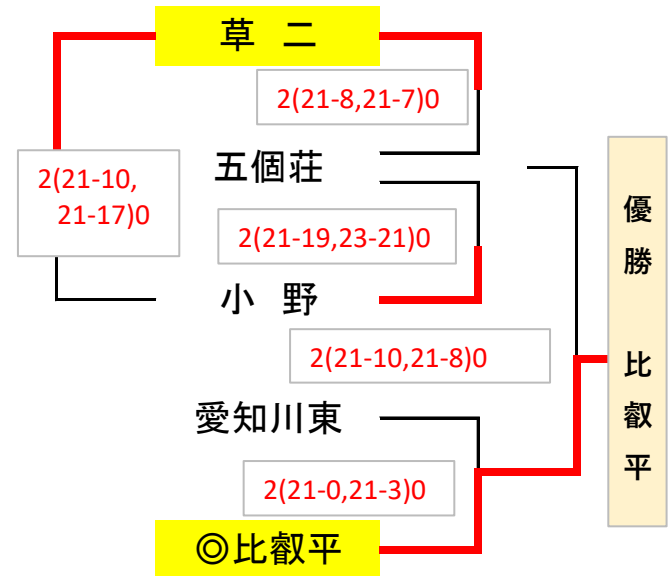 草 二
2(21-8,21-7)0
2(21-10,
21-17)0
五個荘
2(21-19,23-21)0
小 野
2(21-10,21-8)0
愛知川東
2(21-0,21-3)0
◎比叡平
優勝 比叡平